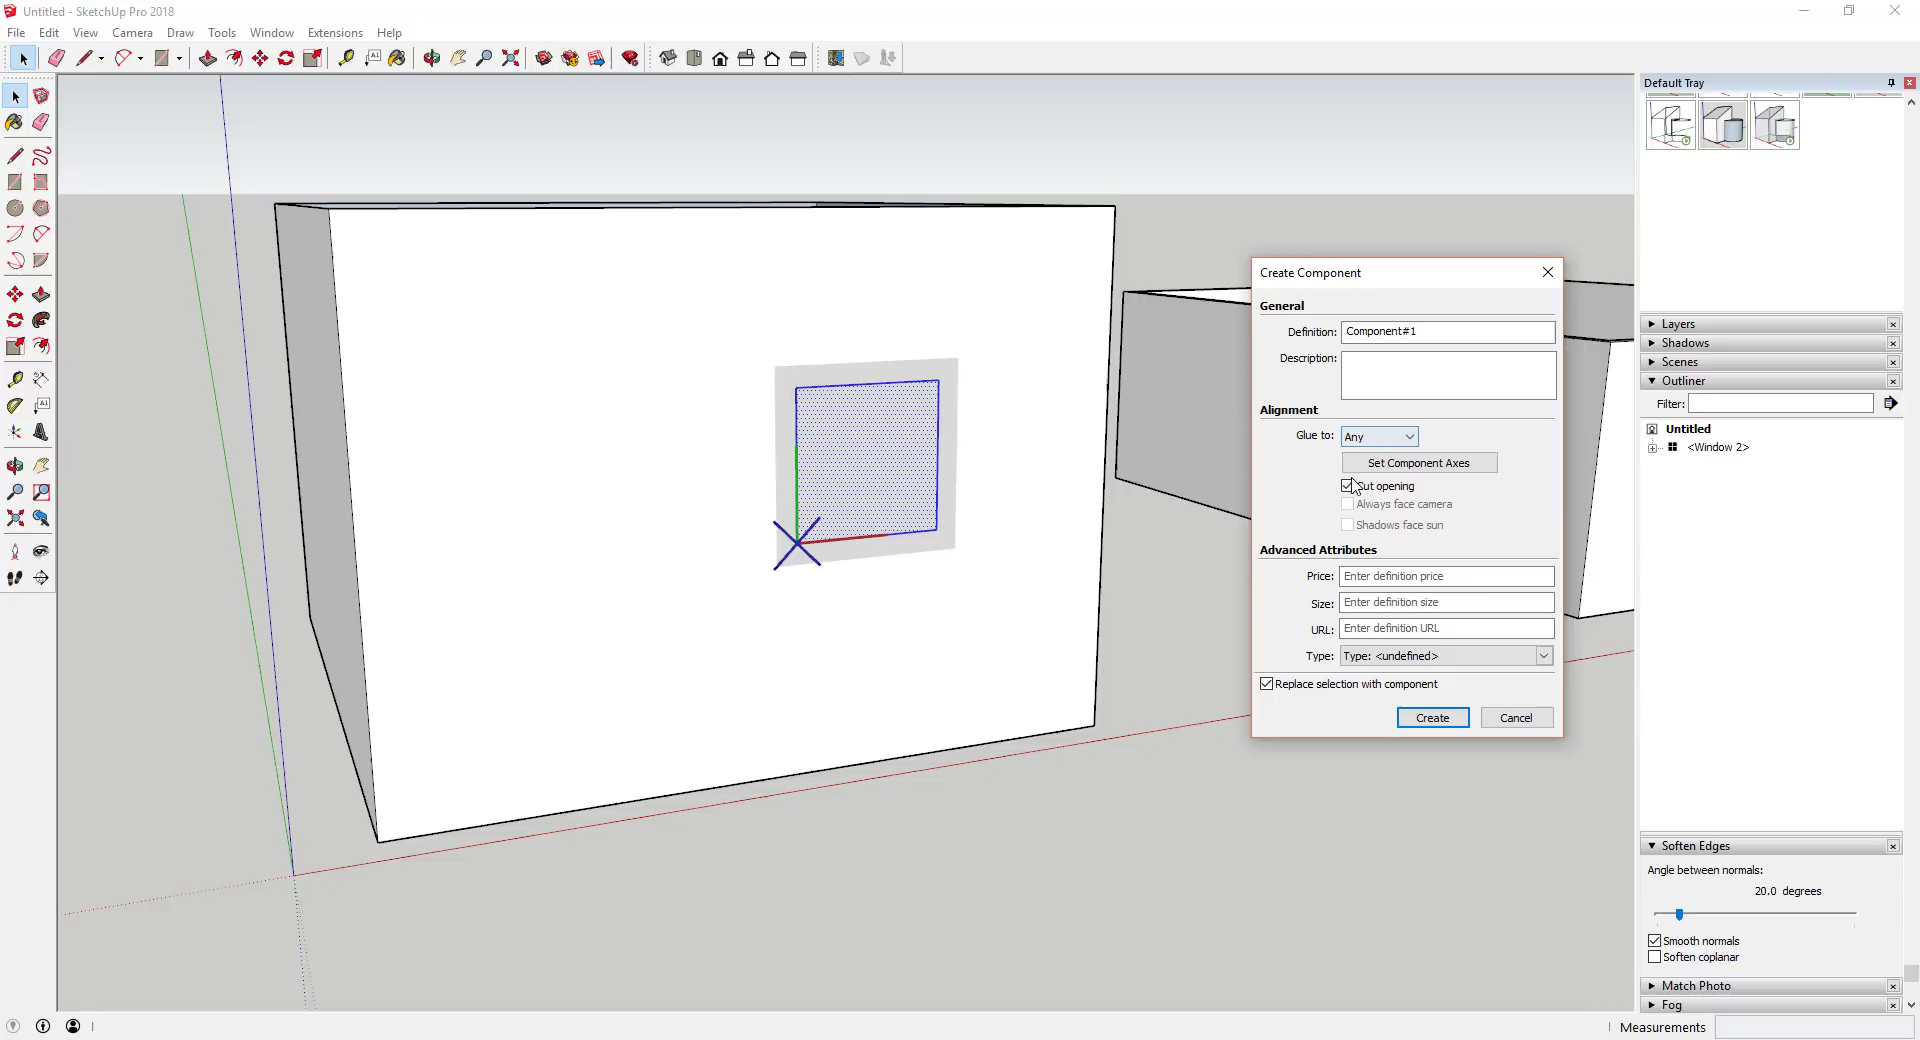 Untitled - SketchUp Pro 2018
File Edit View Camera Draw Tools Window Extensions Help
Default Tray
Create Component
General
Definition: Component#1
Description:
Alignment
Glue to: Any
Set Component Axes
Cut opening
Always face camera
Shadows face sun
Advanced Attributes
Price: Enter definition price
Size: Enter definition size
URL: Enter definition URL
Type: Type: <undefined>
Replace selection with component
Create Cancel
Layers
Shadows
Scenes
Outliner
Filter:
Untitled
<Window 2>
Soften Edges
Angle between normals:
20.0 degrees
Smooth normals
Soften coplanar
Match Photo
Fog
Measurements